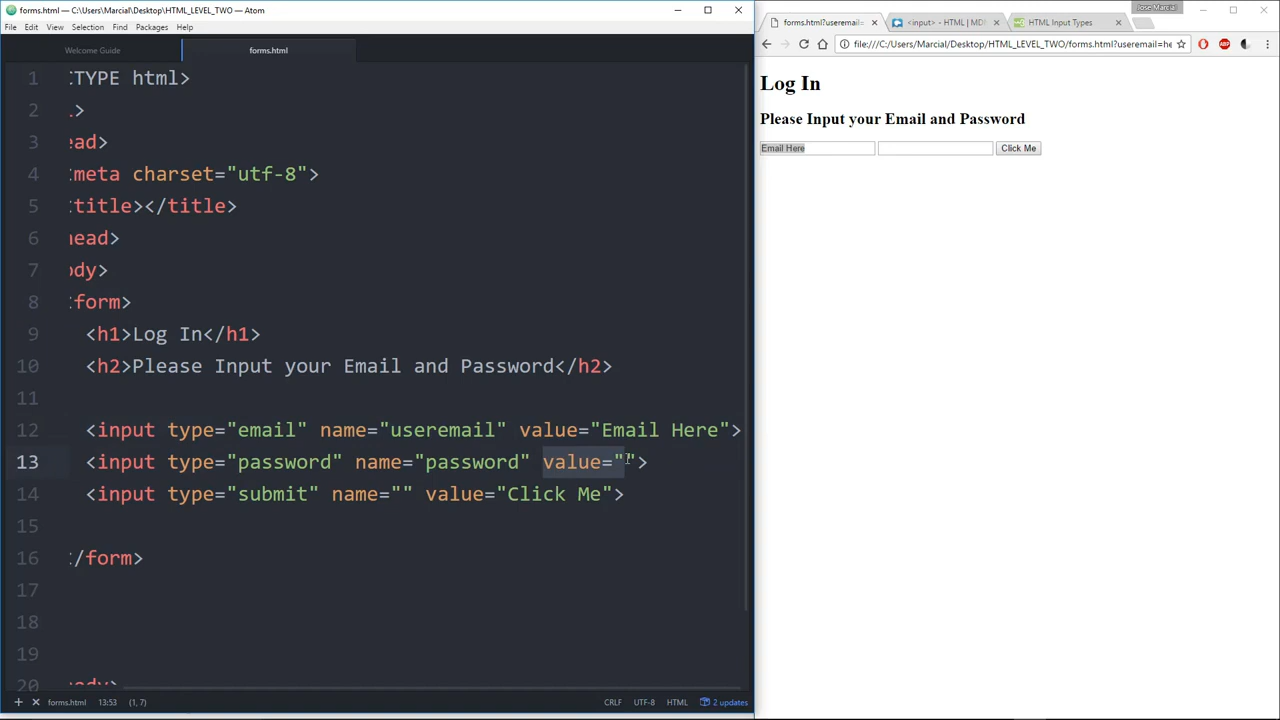 forms.html — C:\Users\Marcial\Desktop\HTML_LEVEL_TWO — Atom
File Edit View Selection Find Packages Help
Welcome Guide forms.html
1 :TYPE html>
2 .>
3 ead>
4 meta charset="utf-8">
5 title></title>
6 head>
7 ody>
8 form>
9 <h1>Log In</h1>
10 <h2>Please Input your Email and Password</h2>
11
12 <input type="email" name="useremail" value="Email Here">
13 <input type="password" name="password" value="">
14 <input type="submit" name="" value="Click Me">
15
16 /form>
17
18
19
20 body>
+ × forms.html 13:53 (1, 7) CRLF UTF-8 HTML 2 updates
Jose Marcial
forms.html?useremail= × <input> - HTML | MDN × HTML Input Types ×
file:///C:/Users/Marcial/Desktop/HTML_LEVEL_TWO/forms.html?useremail=he
Log In
Please Input your Email and Password
Email Here Click Me